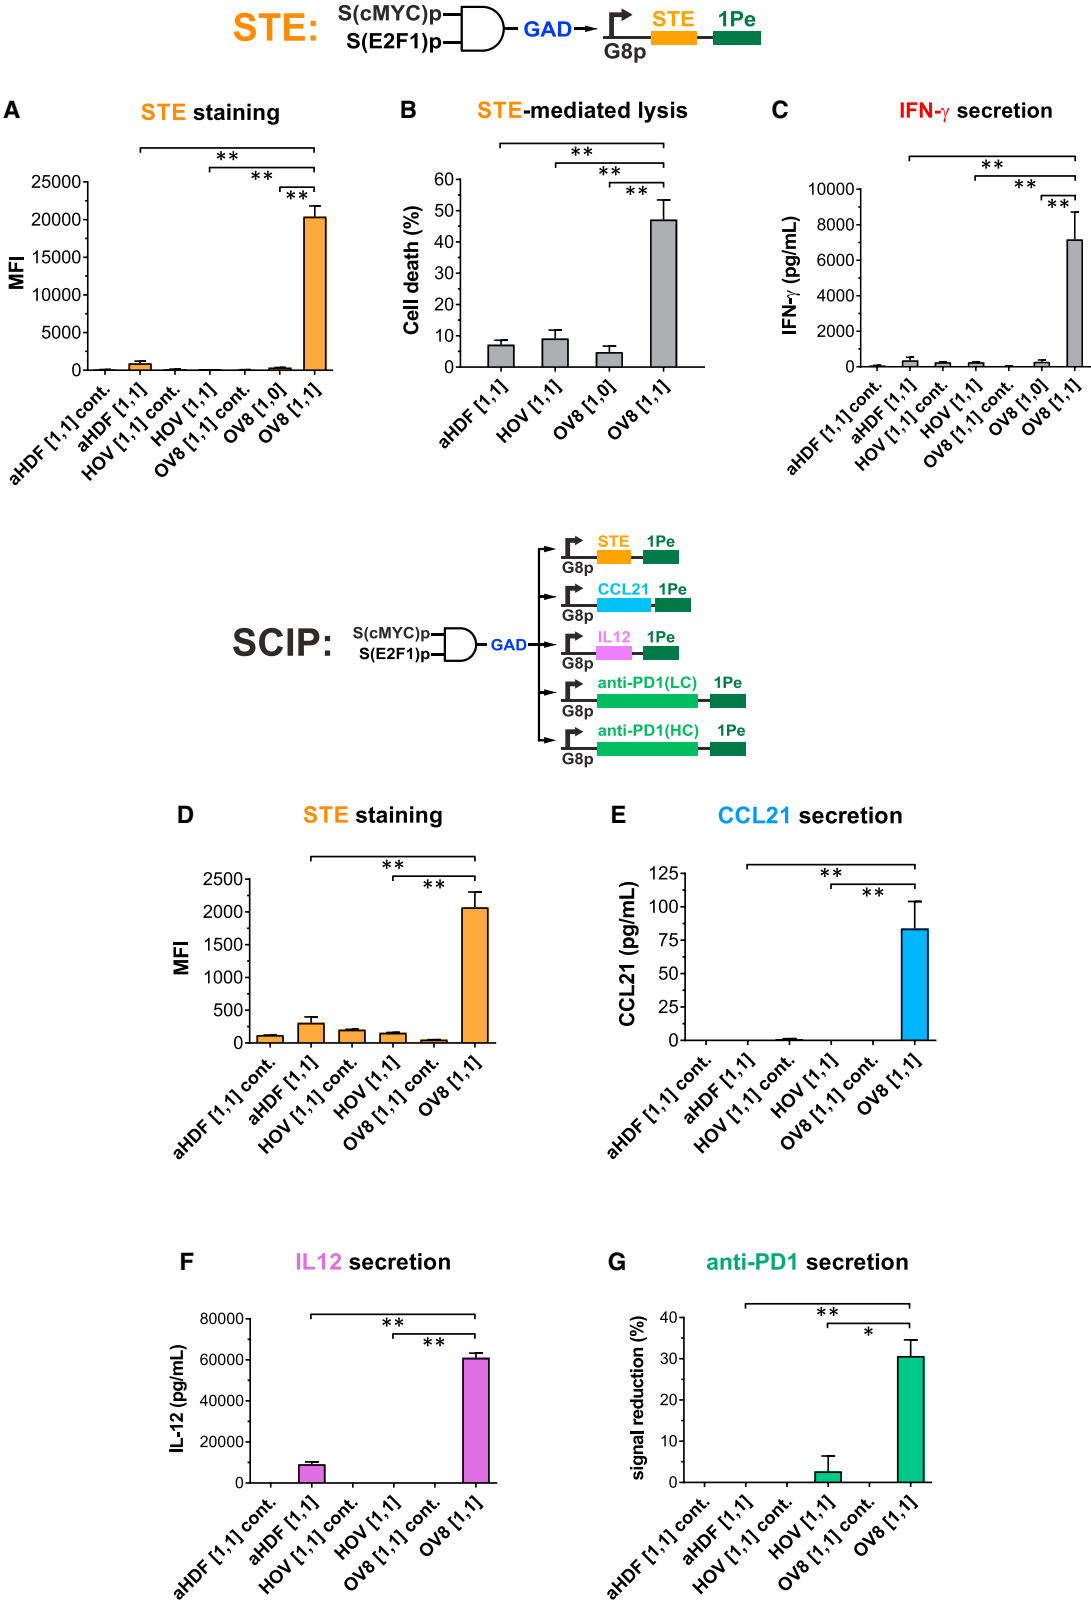 STE:
S(cMYC)p
S(E2F1)p
GAD
G8p
STE
1Pe
A
STE staining
**
**
**
MFI
25000
20000
15000
10000
5000
0
aHDF [1,1] cont.
aHDF [1,1]
HOV [1,1] cont.
HOV [1,1]
OV8 [1,1] cont.
OV8 [1,0]
OV8 [1,1]
B
STE-mediated lysis
**
**
**
Cell death (%)
60
50
40
30
20
10
0
aHDF [1,1]
HOV [1,1]
OV8 [1,0]
OV8 [1,1]
C
IFN-γ secretion
**
**
**
IFN-γ (pg/mL)
10000
8000
6000
4000
2000
0
aHDF [1,1] cont.
aHDF [1,1]
HOV [1,1] cont.
HOV [1,1]
OV8 [1,1] cont.
OV8 [1,0]
OV8 [1,1]
SCIP:
S(cMYC)p
S(E2F1)p
GAD
STE 1Pe
G8p
CCL21 1Pe
G8p
IL12 1Pe
G8p
anti-PD1(LC) 1Pe
G8p
anti-PD1(HC) 1Pe
G8p
D
STE staining
**
**
MFI
2500
2000
1500
1000
500
0
aHDF [1,1] cont.
aHDF [1,1]
HOV [1,1] cont.
HOV [1,1]
OV8 [1,1] cont.
OV8 [1,1]
E
CCL21 secretion
**
**
CCL21 (pg/mL)
125
100
75
50
25
0
aHDF [1,1] cont.
aHDF [1,1]
HOV [1,1] cont.
HOV [1,1]
OV8 [1,1] cont.
OV8 [1,1]
F
IL12 secretion
**
**
IL-12 (pg/mL)
80000
60000
40000
20000
0
aHDF [1,1] cont.
aHDF [1,1]
HOV [1,1] cont.
HOV [1,1]
OV8 [1,1] cont.
OV8 [1,1]
G
anti-PD1 secretion
**
*
signal reduction (%)
40
30
20
10
0
aHDF [1,1] cont.
aHDF [1,1]
HOV [1,1] cont.
HOV [1,1]
OV8 [1,1] cont.
OV8 [1,1]